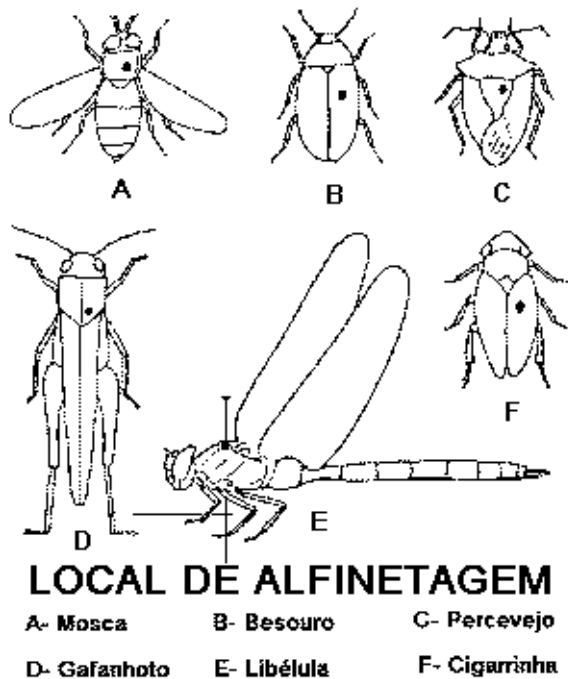 A
B
C
D
E
F
LOCAL DE ALFINETAGEM
A- Mosca B- Besouro C- Percevejo
D- Gafanhoto E- Libélula F- Cigarrinha